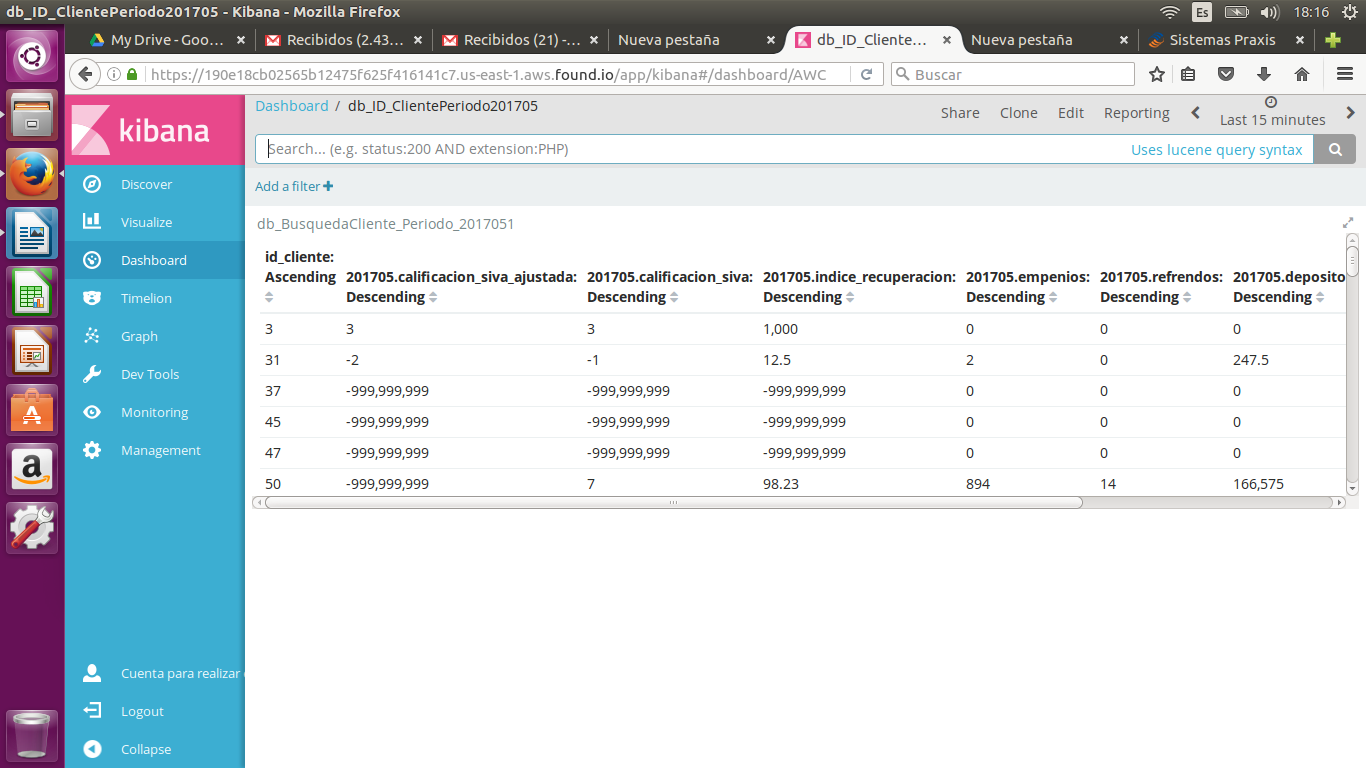 db_ID_ClientePeriodo201705 - Kibana - Mozilla Firefox
Es
18:16
My Drive - Goo...
Recibidos (2.43...
Recibidos (21) -...
Nueva pestaña
db_ID_Cliente...
Nueva pestaña
Sistemas Praxis
https://190e18cb02565b12475f625f416141c7.us-east-1.aws.found.io/app/kibana#/dashboard/AWC
Buscar
kibana
Discover
Visualize
Dashboard
Timelion
Graph
Dev Tools
Monitoring
Management
Cuenta para realizar
Logout
Collapse
Dashboard / db_ID_ClientePeriodo201705
Share Clone Edit Reporting Last 15 minutes
Search... (e.g. status:200 AND extension:PHP) Uses lucene query syntax
Add a filter +
db_BusquedaCliente_Periodo_2017051
id_cliente: Ascending 201705.calificacion_siva_ajustada: Descending 201705.calificacion_siva: Descending 201705.indice_recuperacion: Descending 201705.empenios: Descending 201705.refrendos: Descending 201705.deposito Descending
3 3 3 1,000 0 0 0
31 -2 -1 12.5 2 0 247.5
37 -999,999,999 -999,999,999 -999,999,999 0 0 0
45 -999,999,999 -999,999,999 -999,999,999 0 0 0
47 -999,999,999 -999,999,999 -999,999,999 0 0 0
50 -999,999,999 7 98.23 894 14 166,575